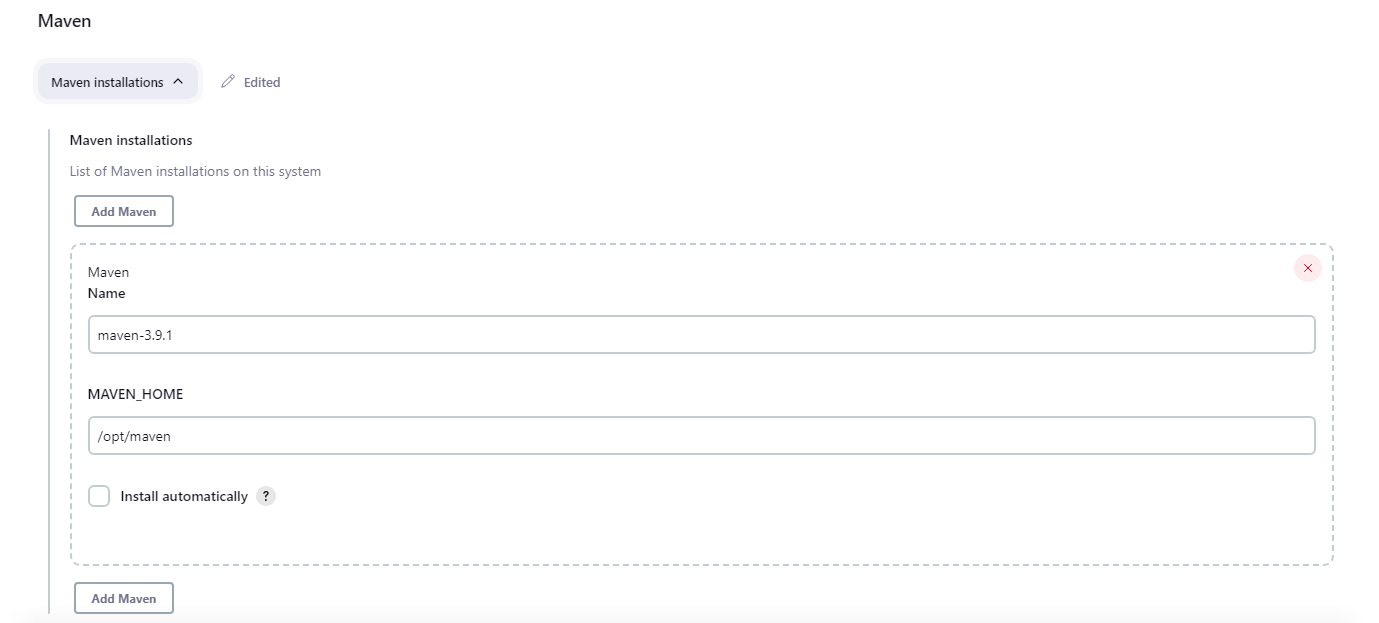 Maven
Maven installations
Edited
Maven installations
List of Maven installations on this system
Add Maven
Maven
Name
maven-3.9.1
MAVEN_HOME
/opt/maven
Install automatically ?
Add Maven